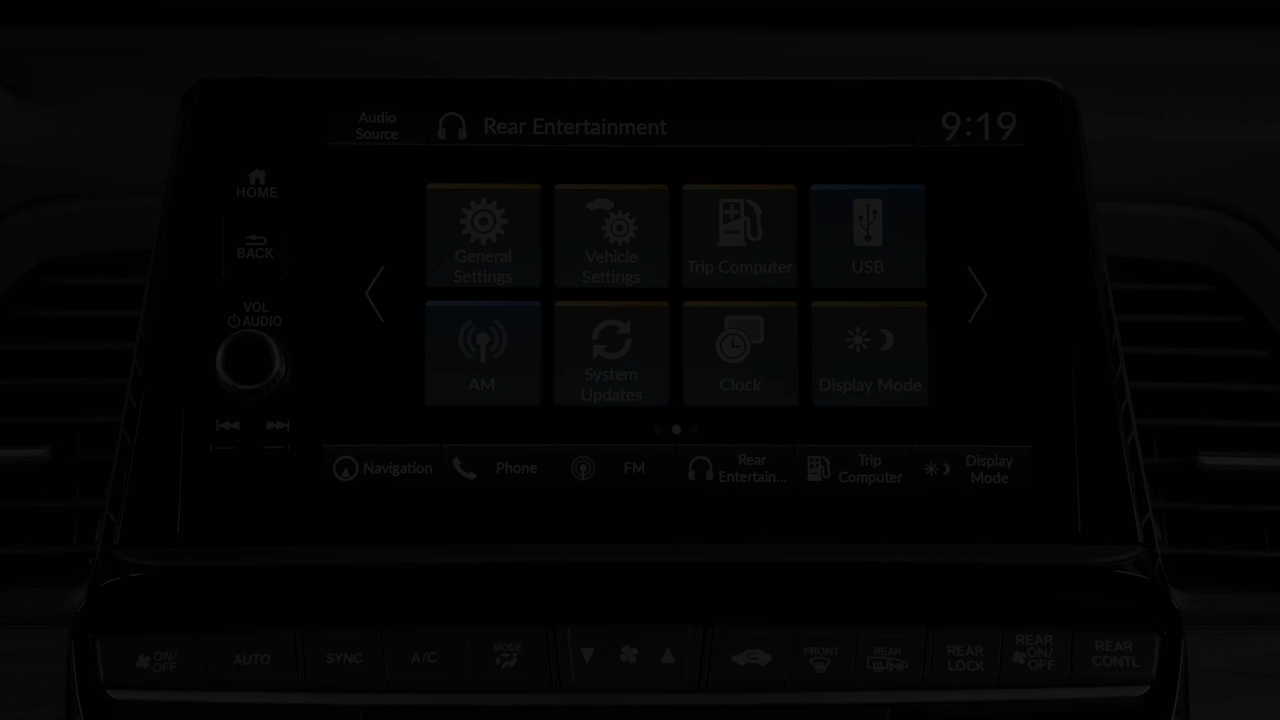 Audio
Source
Rear Entertainment
9:19
HOME
BACK
VOL
AUDIO
General
Settings
Vehicle
Settings
Trip Computer
USB
AM
System
Updates
Clock
Display Mode
Navigation
Phone
FM
Rear
Entertain...
Trip
Computer
Display
Mode
ON/
OFF
AUTO
SYNC
A/C
MODE
FRONT
REAR
REAR
LOCK
REAR
ON/
OFF
REAR
CONTL